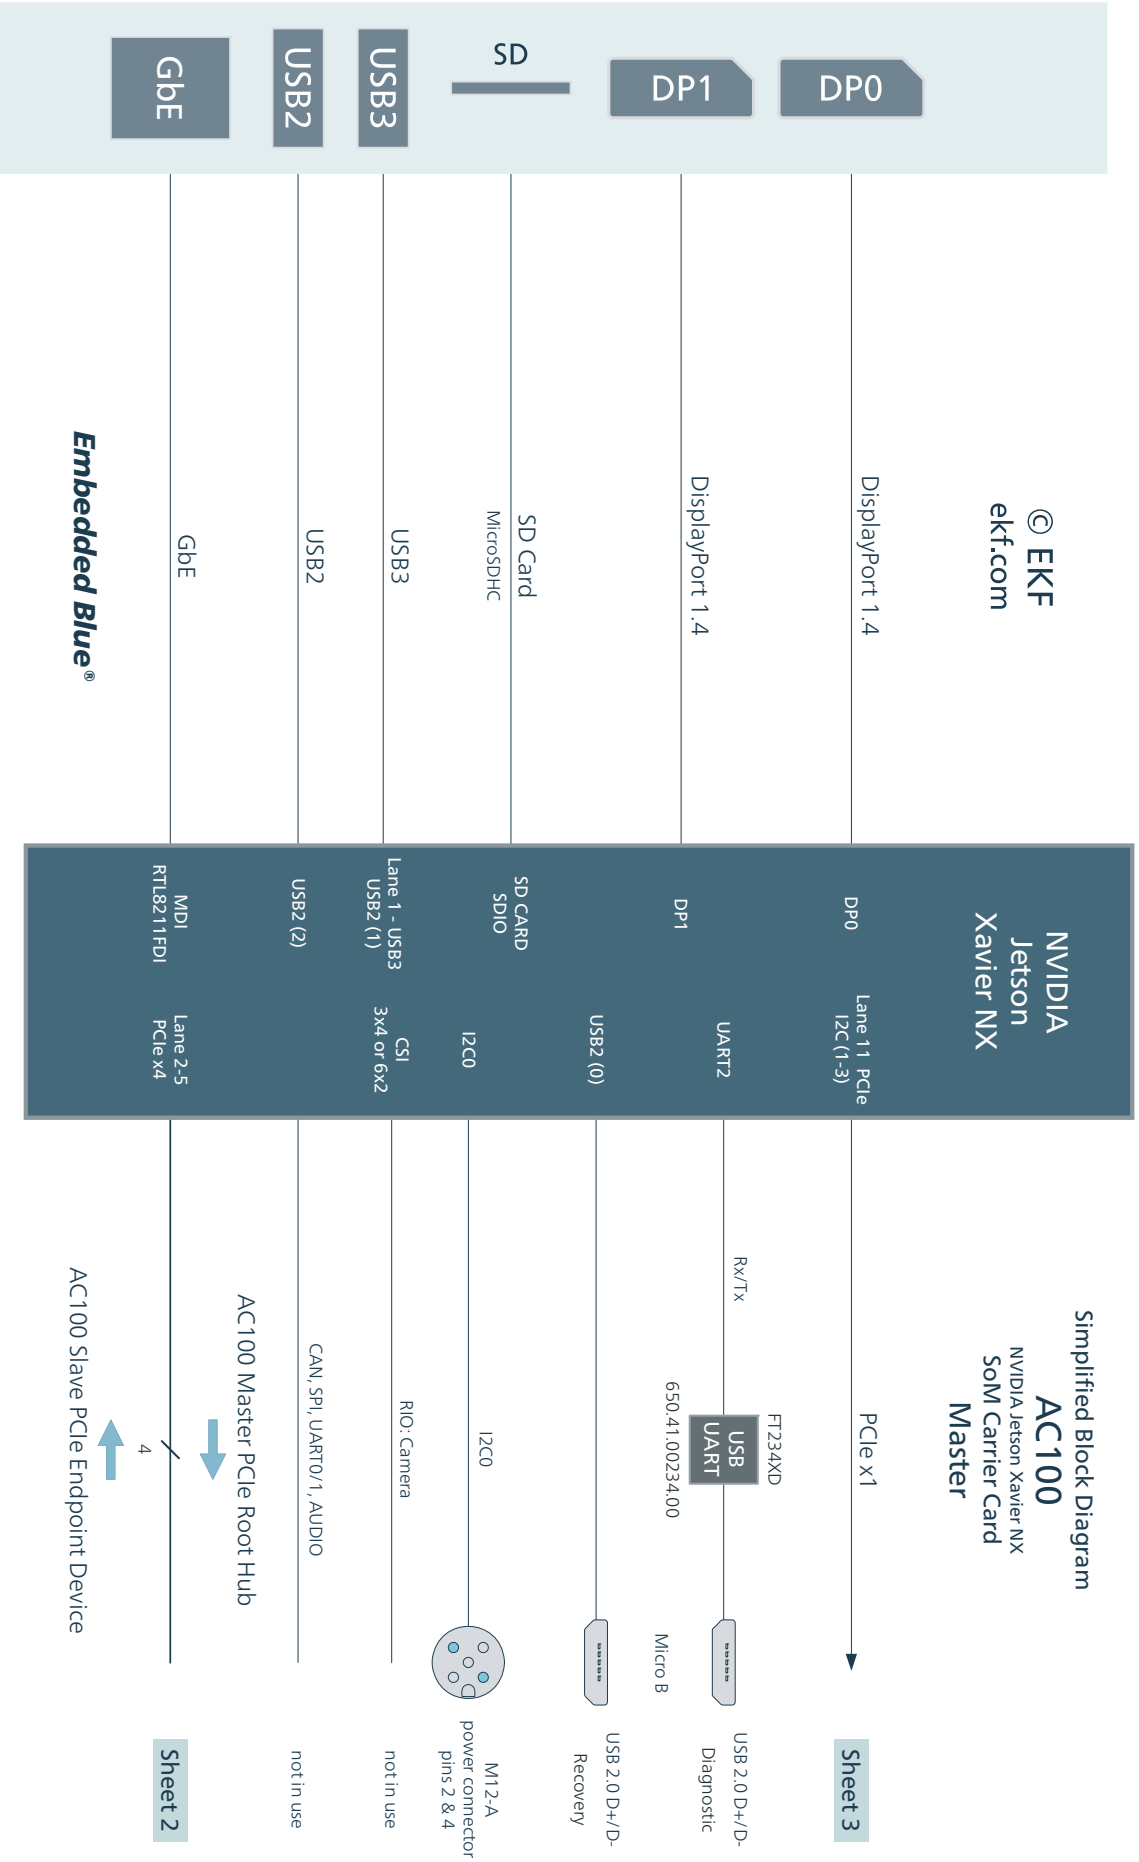 © EKF
ekf.com
Simplified Block Diagram
AC100
NVIDIA Jetson Xavier NX
SoM Carrier Card
Master
NVIDIA
Jetson
Xavier NX
DP0
DisplayPort 1.4
DP0
Lane 11 PCIe
I2C (1-3)
PCIe x1
Sheet 3
DP1
DisplayPort 1.4
DP1
UART2
Rx/Tx
FT234XD
USB
UART
650.41.00234.00
USB 2.0 D+/D-
Diagnostic
Micro B
USB2 (0)
USB 2.0 D+/D-
Recovery
SD
SD Card
MicroSDHC
SD CARD
SDIO
I2C0
I2C0
M12-A
power connector
pins 2 & 4
USB3
USB3
Lane 1 - USB3
USB2 (1)
CSI
3x4 or 6x2
RIO: Camera
not in use
USB2
USB2
USB2 (2)
CAN, SPI, UART0/1, AUDIO
not in use
GbE
GbE
MDI
RTL8211FDI
Lane 2-5
PCIe x4
AC100 Master PCIe Root Hub
4
AC100 Slave PCIe Endpoint Device
Sheet 2
Embedded Blue®